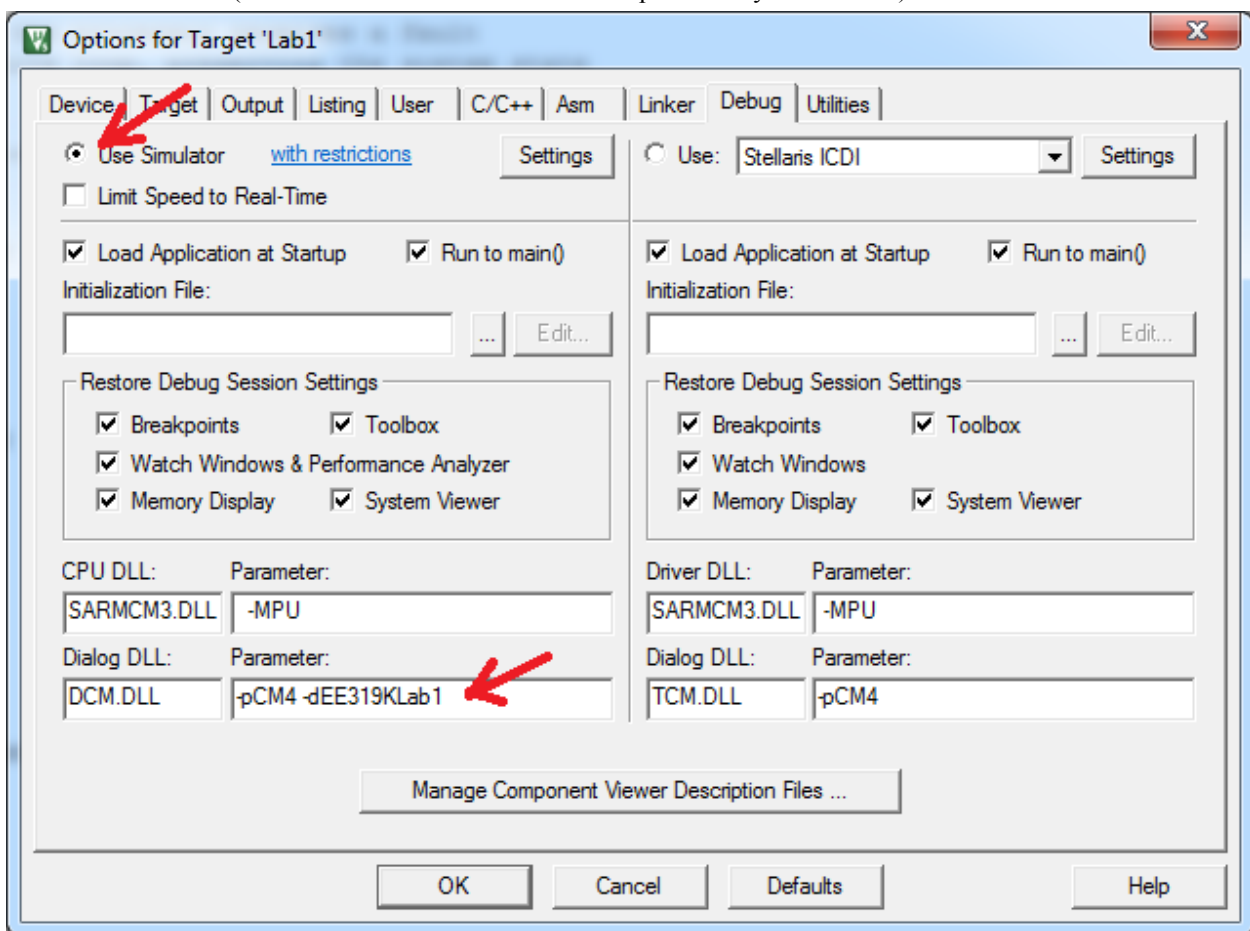 Options for Target 'Lab1'
Device Target Output Listing User C/C++ Asm Linker Debug Utilities
Use Simulator with restrictions Settings Use: Stellaris ICDI Settings
Limit Speed to Real-Time
Load Application at Startup Run to main() Load Application at Startup Run to main()
Initialization File: Initialization File:
... Edit... ... Edit...
Restore Debug Session Settings Restore Debug Session Settings
Breakpoints Toolbox Breakpoints Toolbox
Watch Windows & Performance Analyzer Watch Windows
Memory Display System Viewer Memory Display System Viewer
CPU DLL: Parameter: Driver DLL: Parameter:
SARMCM3.DLL -MPU SARMCM3.DLL -MPU
Dialog DLL: Parameter: Dialog DLL: Parameter:
DCM.DLL -pCM4 -dEE319KLab1 TCM.DLL -pCM4
Manage Component Viewer Description Files ...
OK Cancel Defaults Help